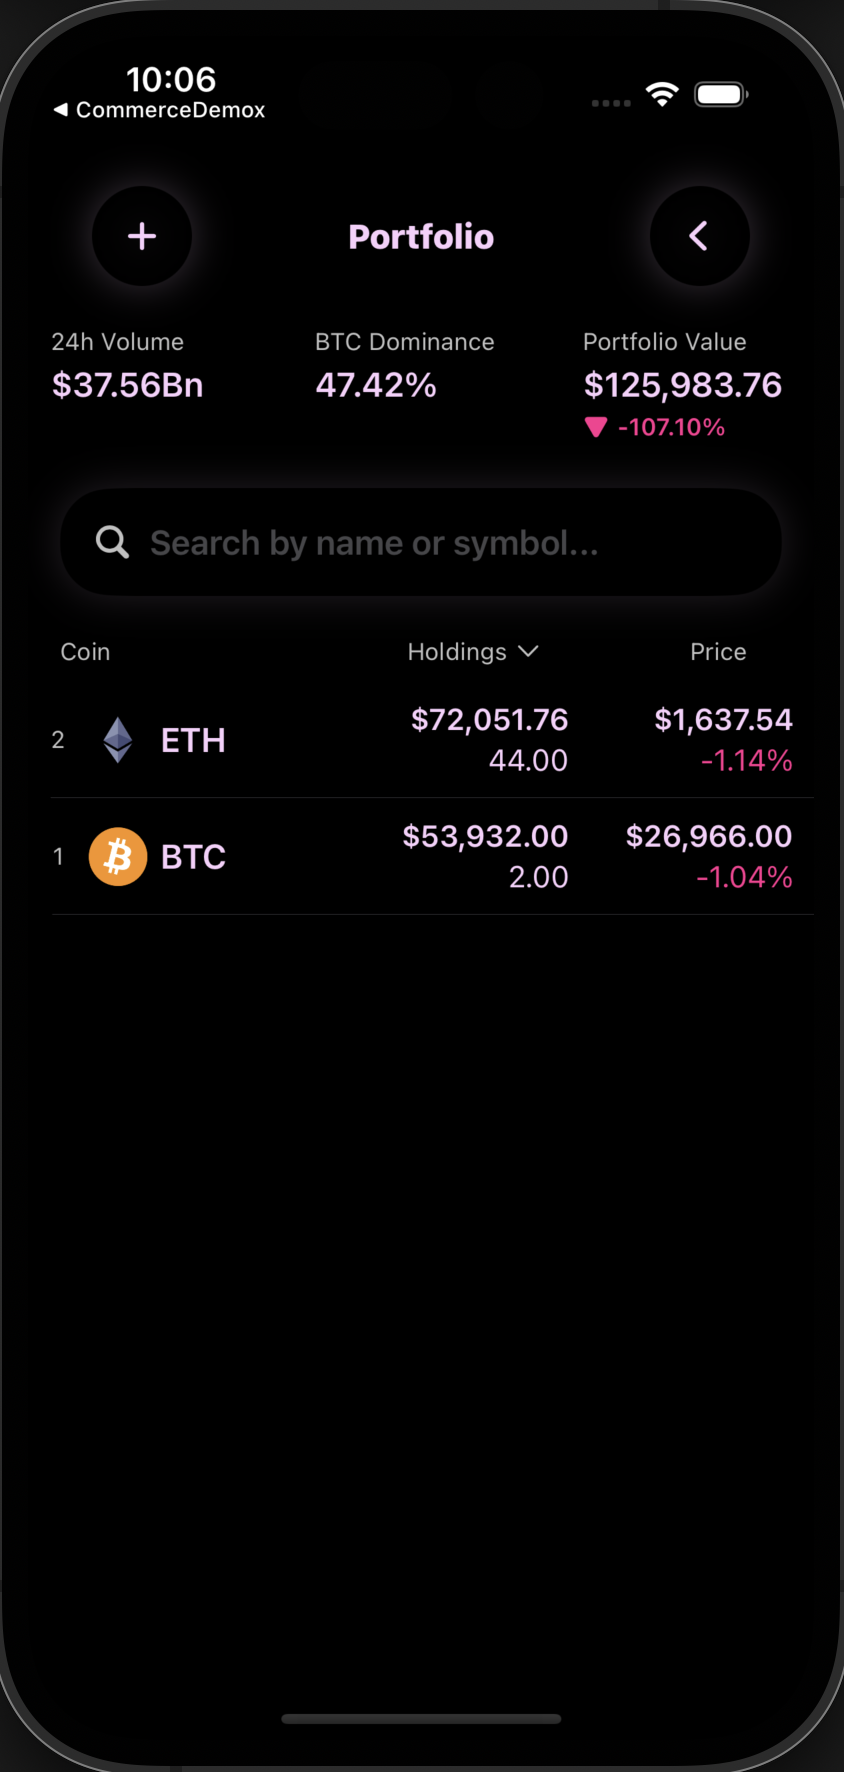 10:06
◀ CommerceDemox
Portfolio
24h Volume
$37.56Bn
BTC Dominance
47.42%
Portfolio Value
$125,983.76
-107.10%
Search by name or symbol...
Coin Holdings Price
2 ETH $72,051.76 $1,637.54
44.00 -1.14%
1 BTC $53,932.00 $26,966.00
2.00 -1.04%